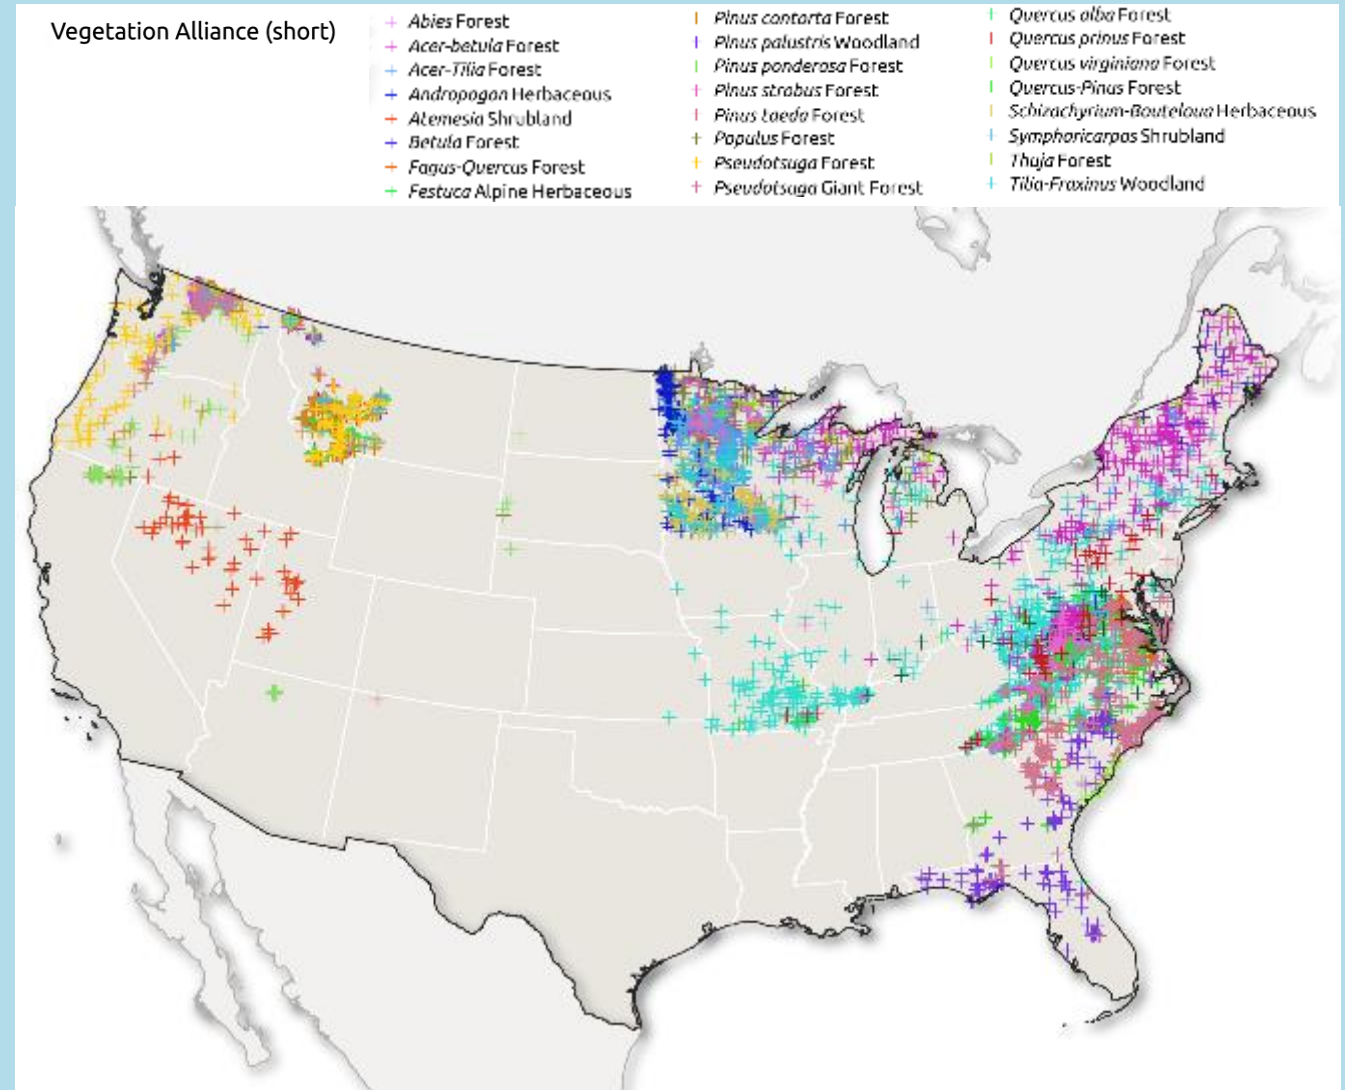 Vegetation Alliance (short)
Abies Forest
Acer-betula Forest
Acer-Tilia Forest
Andropogon Herbaceous
Atemesia Shrubland
Betula Forest
Fagus-Quercus Forest
Festuca Alpine Herbaceous
Pinus contorta Forest
Pinus palustris Woodland
Pinus ponderosa Forest
Pinus strobus Forest
Pinus taeda Forest
Populus Forest
Pseudotsuga Forest
Pseudotsuga Giant Forest
Quercus alba Forest
Quercus prinus Forest
Quercus virginiana Forest
Quercus-Pinus Forest
Schizachyrium-Bouteloua Herbaceous
Symphoricarpos Shrubland
Thuja Forest
Tilia-Fraxinus Woodland